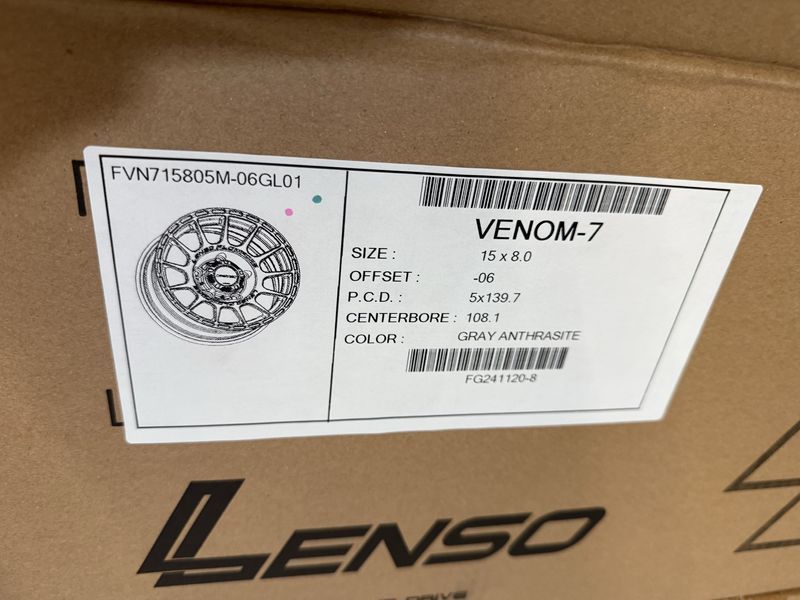 FVN715805M-06GL01
VENOM-7
SIZE : 15 x 8.0
OFFSET : -06
P.C.D. : 5x139.7
CENTERBORE : 108.1
COLOR : GRAY ANTHRASITE
FG241120-8
LENSO
DRIVE